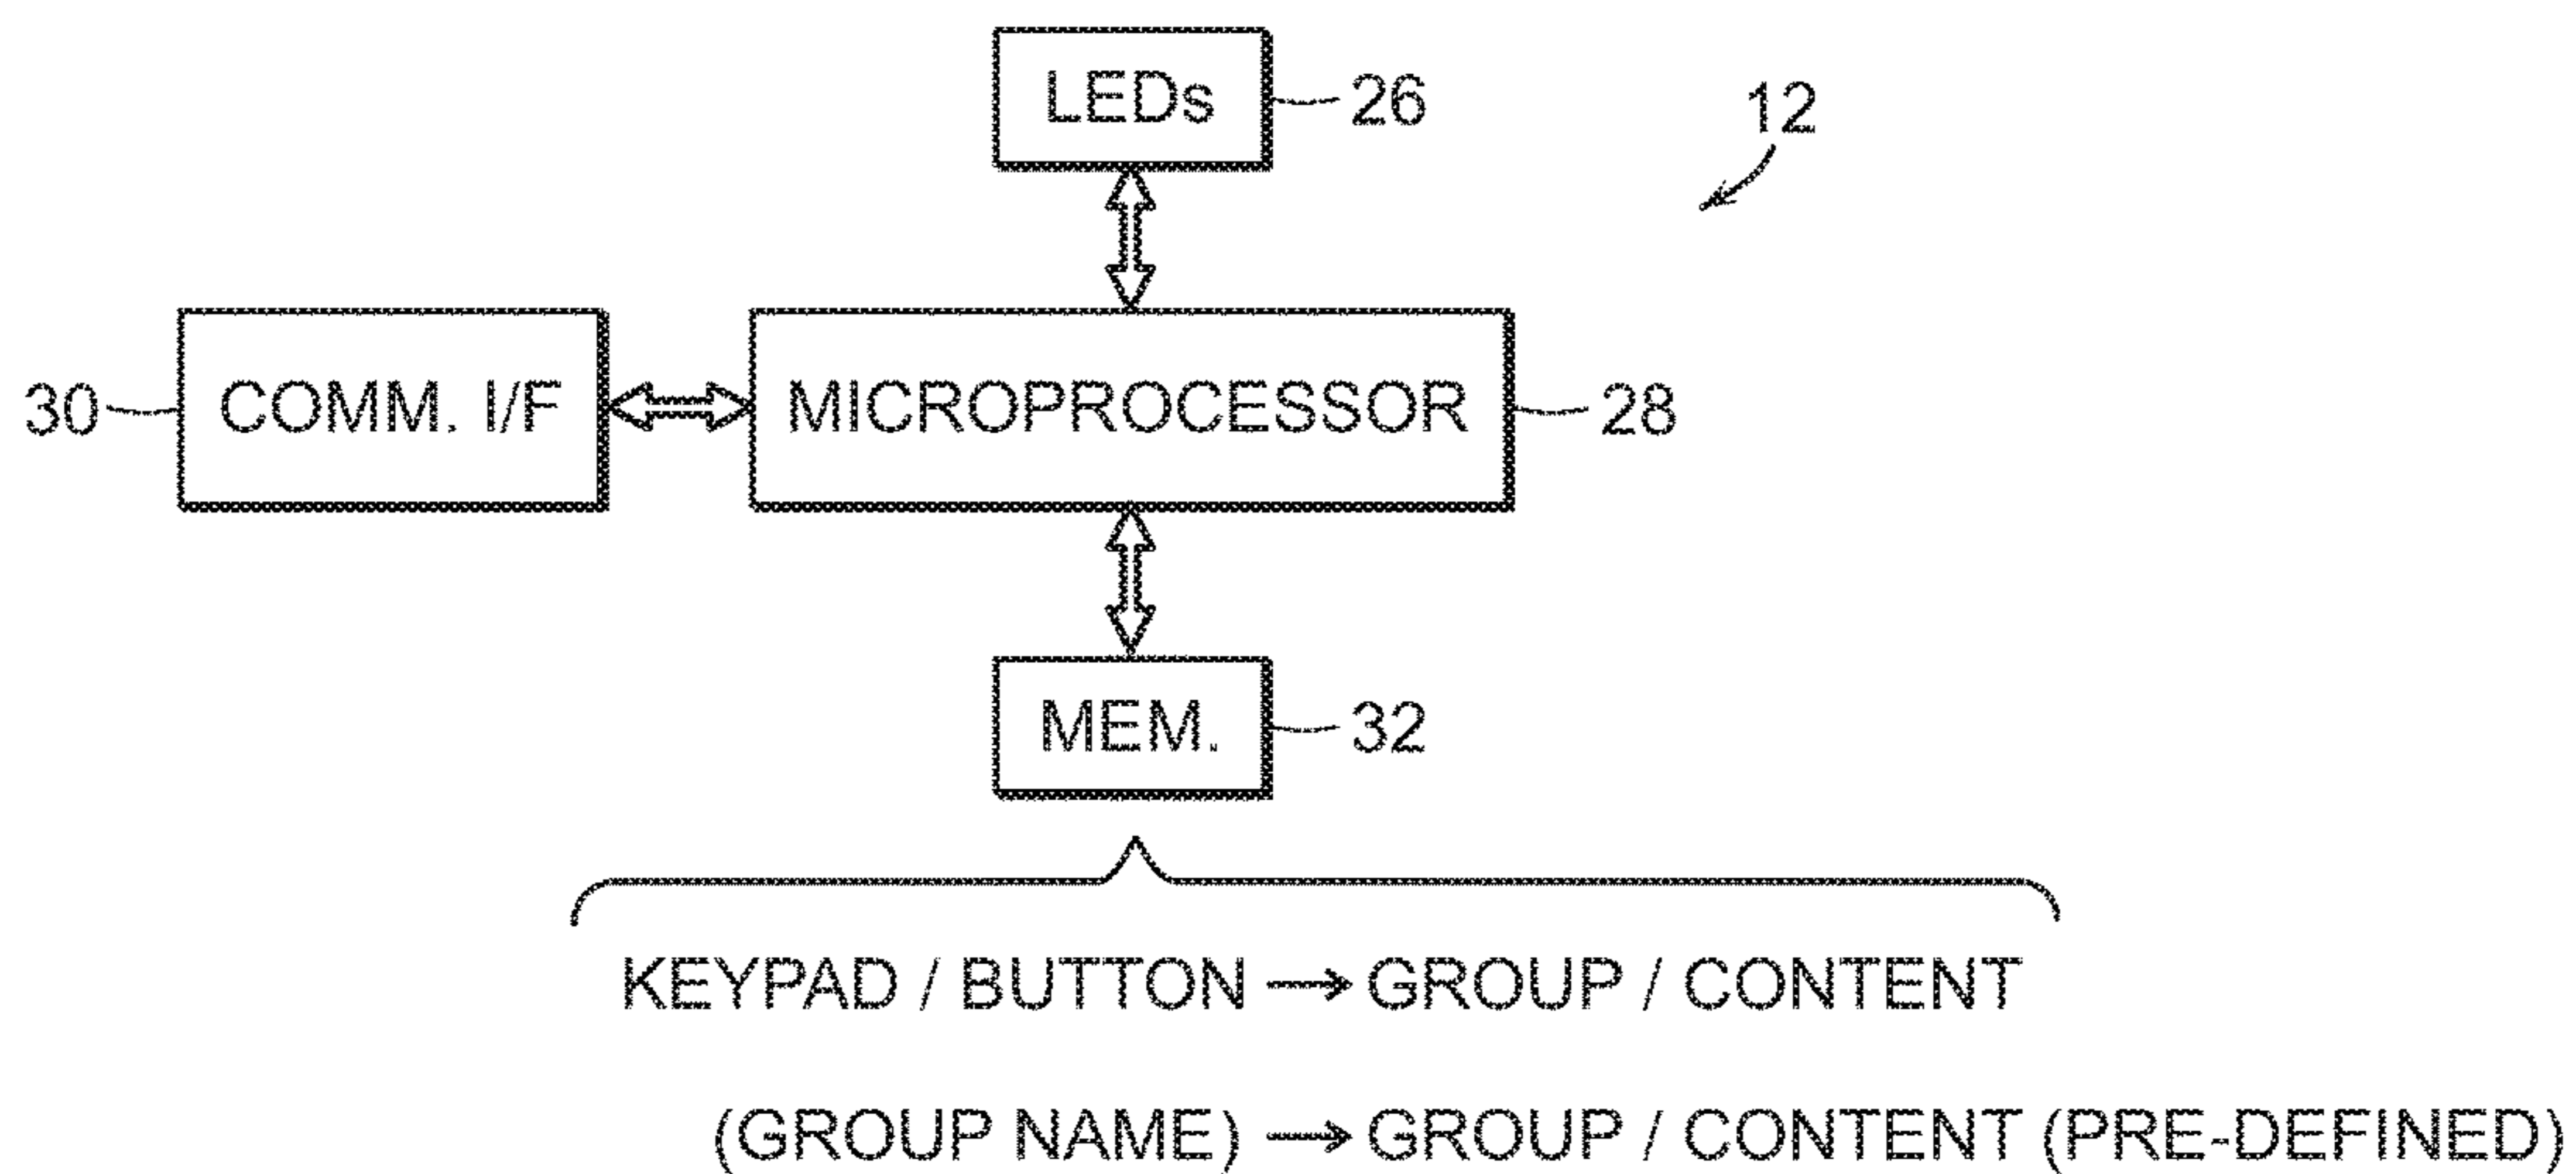 LEDs 26
12
30 COMM. I/F MICROPROCESSOR 28
MEM. 32
KEYPAD / BUTTON → GROUP / CONTENT
(GROUP NAME) → GROUP / CONTENT (PRE-DEFINED)